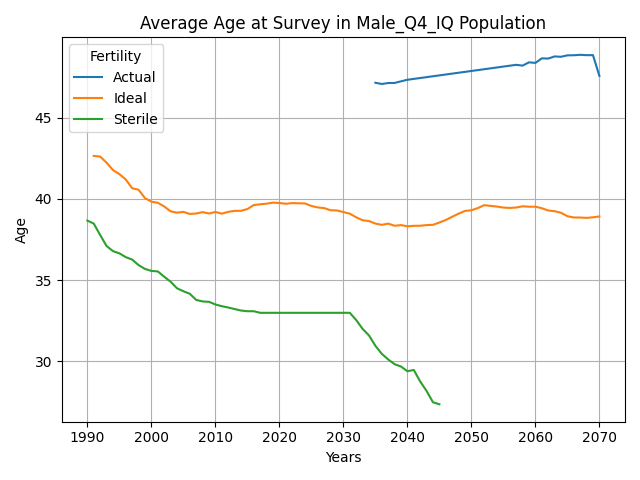 Average Age at Survey in Male_Q4_IQ Population
Fertility
Actual
Ideal
Sterile
Age
45
40
35
30
1990 2000 2010 2020 2030 2040 2050 2060 2070
Years